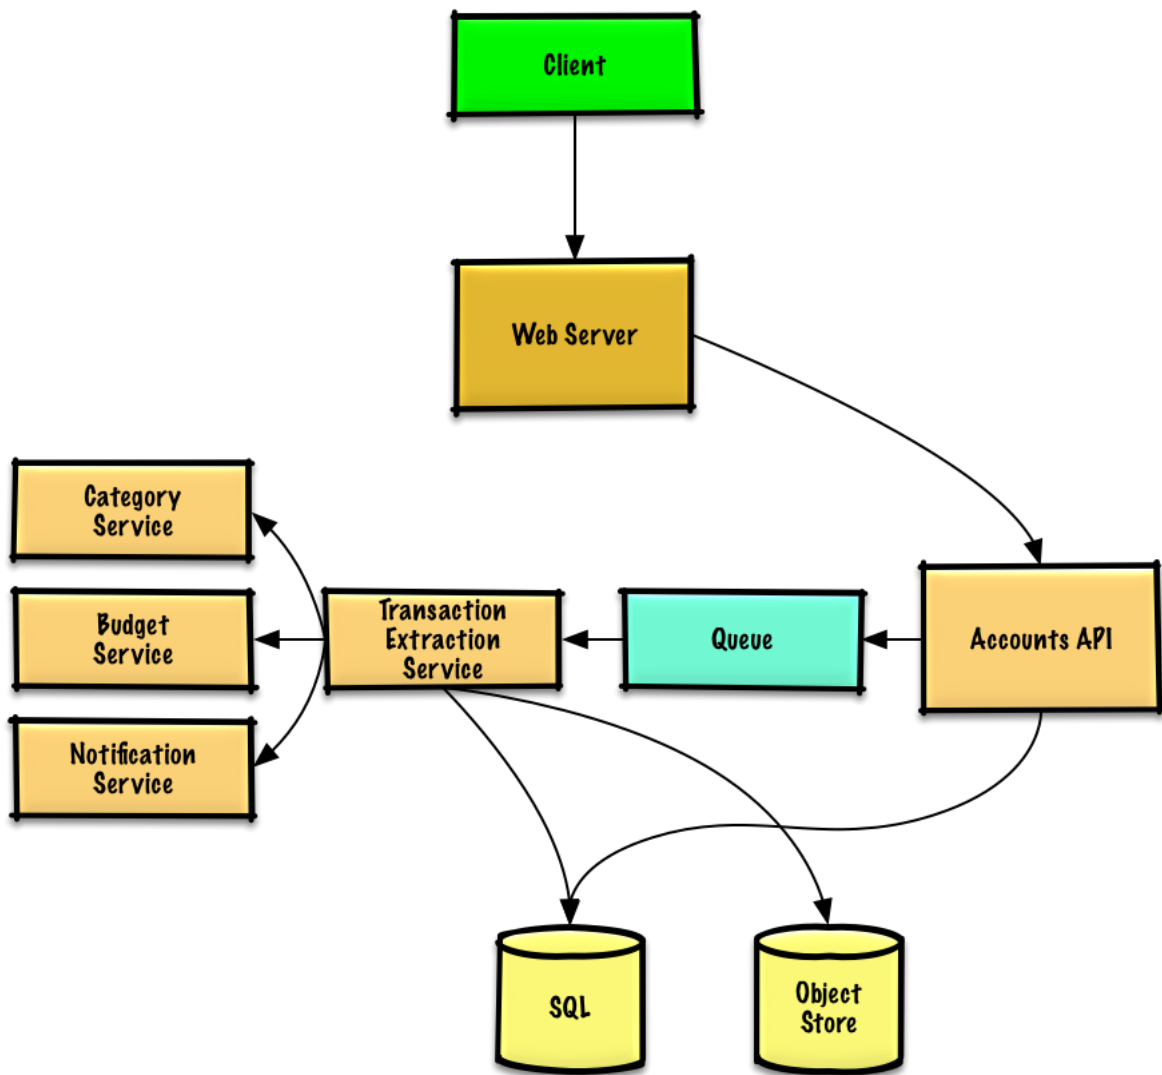 Client
Web Server
Category
Service
Budget
Service
Notification
Service
Transaction
Extraction
Service
Queue
Accounts API
SQL
Object
Store